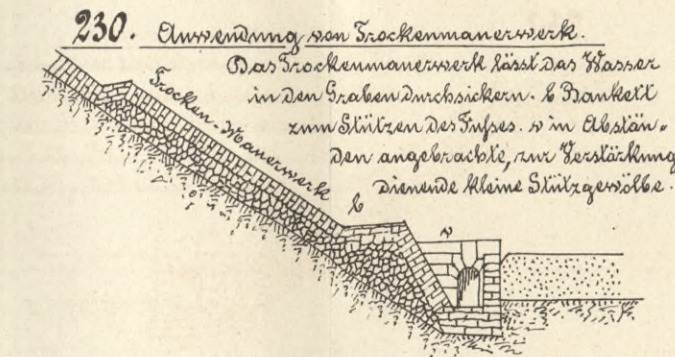 230. Anwendung von Trockenmauerwerk.
Das Trockenmauerwerk lässt das Wasser
in den Graben durchsickern. b Bankett
zum Stützen des Fußes. v in Abstän-
den angebrachte, zur Verstärkung
dienende kleine Stützgewölbe.
Trocken-Mauerwerk
b
v